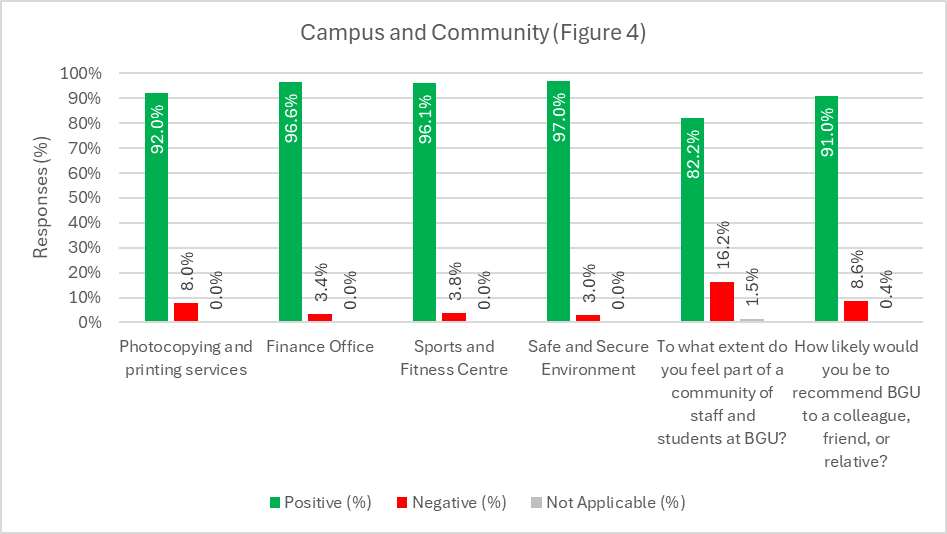 Campus and Community (Figure 4)
Responses (%)
100%
90%
80%
70%
60%
50%
40%
30%
20%
10%
0%
92.0%
8.0%
0.0%
96.6%
3.4%
0.0%
96.1%
3.8%
0.0%
97.0%
3.0%
0.0%
82.2%
16.2%
1.5%
91.0%
8.6%
0.4%
Photocopying and
printing services
Finance Office
Sports and
Fitness Centre
Safe and Secure
Environment
To what extent do
you feel part of a
community of
staff and
students at BGU?
How likely would
you be to
recommend BGU
to a colleague,
friend, or
relative?
Positive (%)
Negative (%)
Not Applicable (%)